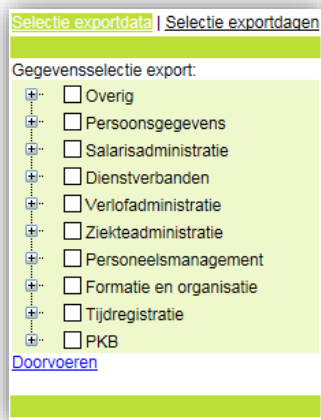 Selectie exportdata | Selectie exportdagen
Gegevensselectie export:
Overig
Persoonsgegevens
Salarisadministratie
Dienstverbanden
Verlofadministratie
Ziekteadministratie
Personeelsmanagement
Formatie en organisatie
Tijdregistratie
PKB
Doorvoeren